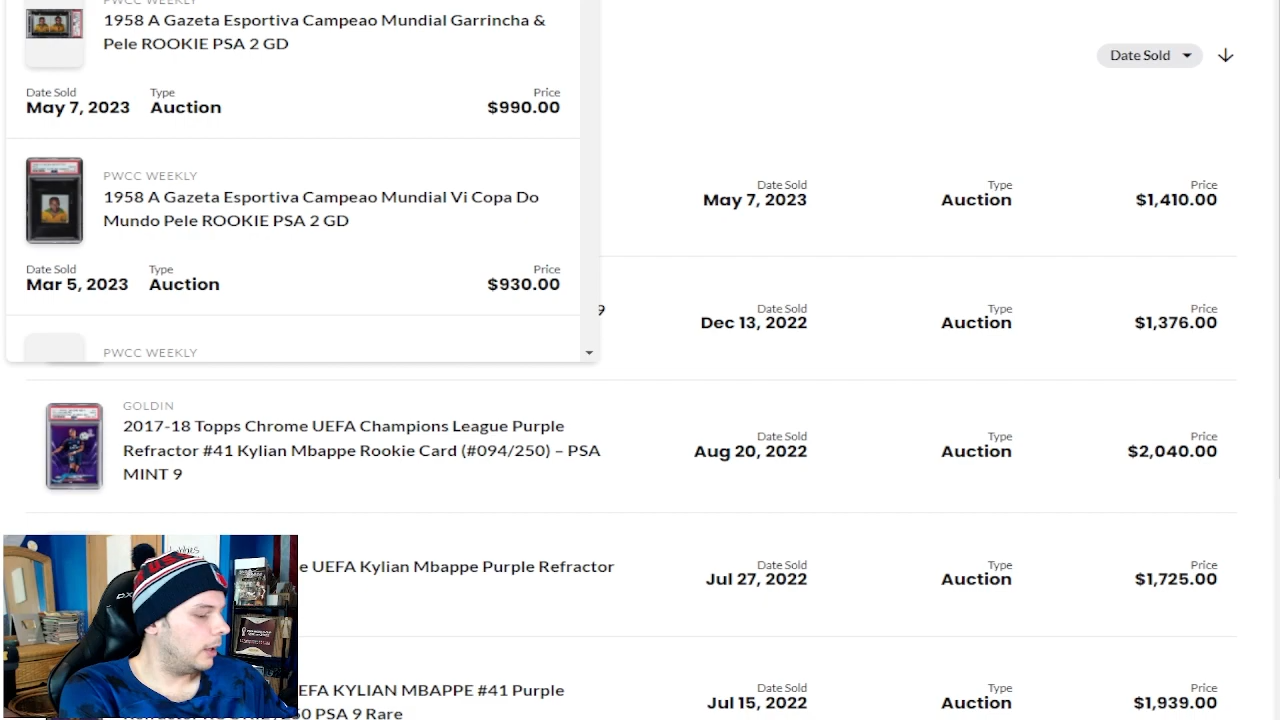 PWCC WEEKLY
1958 A Gazeta Esportiva Campeao Mundial Garrincha &
Pele ROOKIE PSA 2 GD
Date Sold Type Price
May 7, 2023 Auction $990.00
PWCC WEEKLY
1958 A Gazeta Esportiva Campeao Mundial Vi Copa Do
Mundo Pele ROOKIE PSA 2 GD
Date Sold Type Price
Mar 5, 2023 Auction $930.00
PWCC WEEKLY
Date Sold
Date Sold Type Price
May 7, 2023 Auction $1,410.00
9
Date Sold Type Price
Dec 13, 2022 Auction $1,376.00
GOLDIN
2017-18 Topps Chrome UEFA Champions League Purple
Refractor #41 Kylian Mbappe Rookie Card (#094/250) – PSA
MINT 9
Date Sold Type Price
Aug 20, 2022 Auction $2,040.00
e UEFA Kylian Mbappe Purple Refractor
Date Sold Type Price
Jul 27, 2022 Auction $1,725.00
EFA KYLIAN MBAPPE #41 Purple
50 PSA 9 Rare
Date Sold Type Price
Jul 15, 2022 Auction $1,939.00